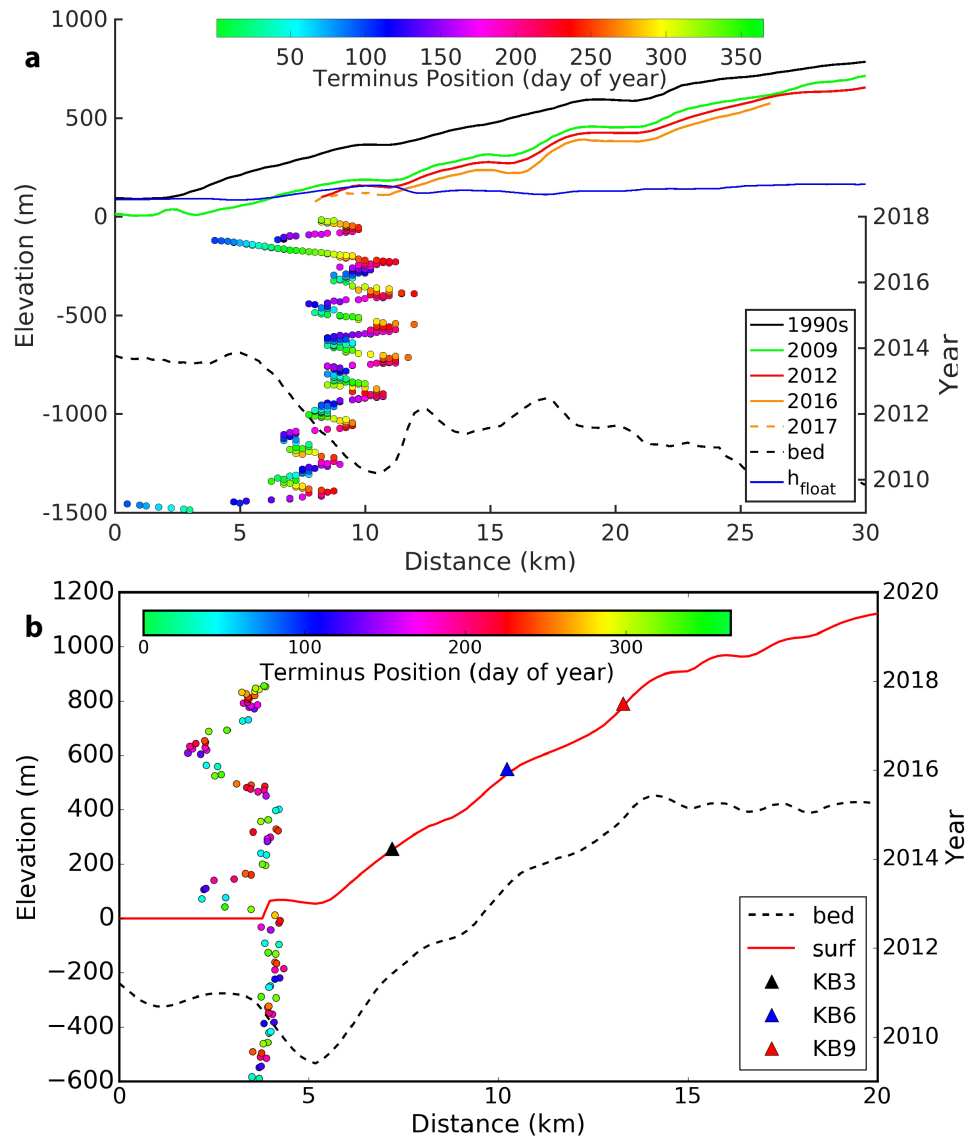 a
1000
500
0
-500
-1000
-1500
Elevation (m)
50 100 150 200 250 300 350
Terminus Position (day of year)
2018
2016
2014
2012
2010
Year
1990s
2009
2012
2016
2017
bed
h_float
0 5 10 15 20 25 30
Distance (km)
b
1200
1000
800
600
400
200
0
−200
−400
−600
Elevation (m)
0 100 200 300
Terminus Position (day of year)
2020
2018
2016
2014
2012
2010
Year
bed
surf
KB3
KB6
KB9
0 5 10 15 20
Distance (km)